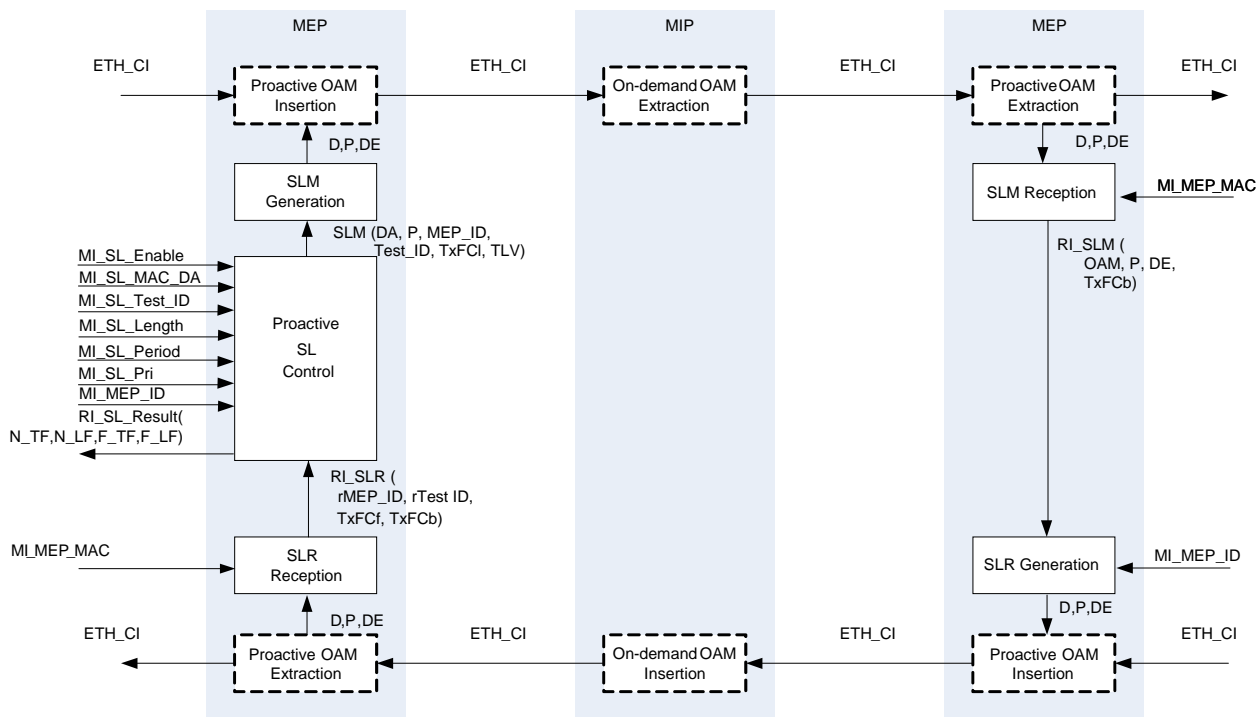 MEP
MIP
MEP
ETH_CI
ETH_CI
ETH_CI
ETH_CI
Proactive OAM
Insertion
On-demand OAM
Extraction
Proactive OAM
Extraction
D,P,DE
D,P,DE
SLM
Generation
SLM Reception
MI_MEP_MAC
SLM (DA, P, MEP_ID,
Test_ID, TxFCl, TLV)
RI_SLM (
OAM, P, DE,
TxFCb)
MI_SL_Enable
MI_SL_MAC_DA
MI_SL_Test_ID
MI_SL_Length
MI_SL_Period
MI_SL_Pri
MI_MEP_ID
RI_SL_Result(
N_TF,N_LF,F_TF,F_LF)
Proactive
SL
Control
RI_SLR (
rMEP_ID, rTest ID,
TxFCf, TxFCb)
MI_MEP_MAC
SLR
Reception
SLR Generation
MI_MEP_ID
D,P,DE
D,P,DE
ETH_CI
ETH_CI
ETH_CI
ETH_CI
Proactive OAM
Extraction
On-demand OAM
Insertion
Proactive OAM
Insertion